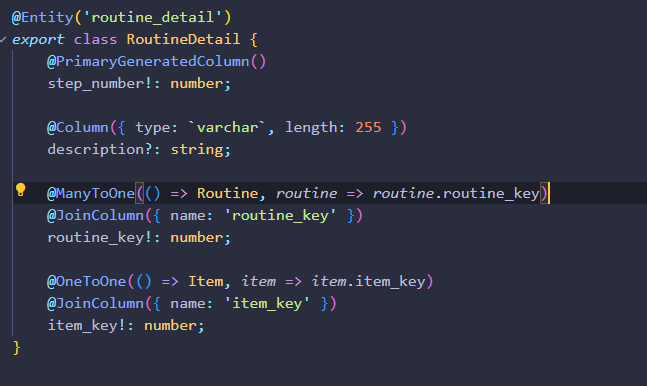 @Entity('routine_detail')
export class RoutineDetail {
    @PrimaryGeneratedColumn()
    step_number!: number;

    @Column({ type: `varchar`, length: 255 })
    description?: string;

    @ManyToOne(() => Routine, routine => routine.routine_key)
    @JoinColumn({ name: 'routine_key' })
    routine_key!: number;

    @OneToOne(() => Item, item => item.item_key)
    @JoinColumn({ name: 'item_key' })
    item_key!: number;
}